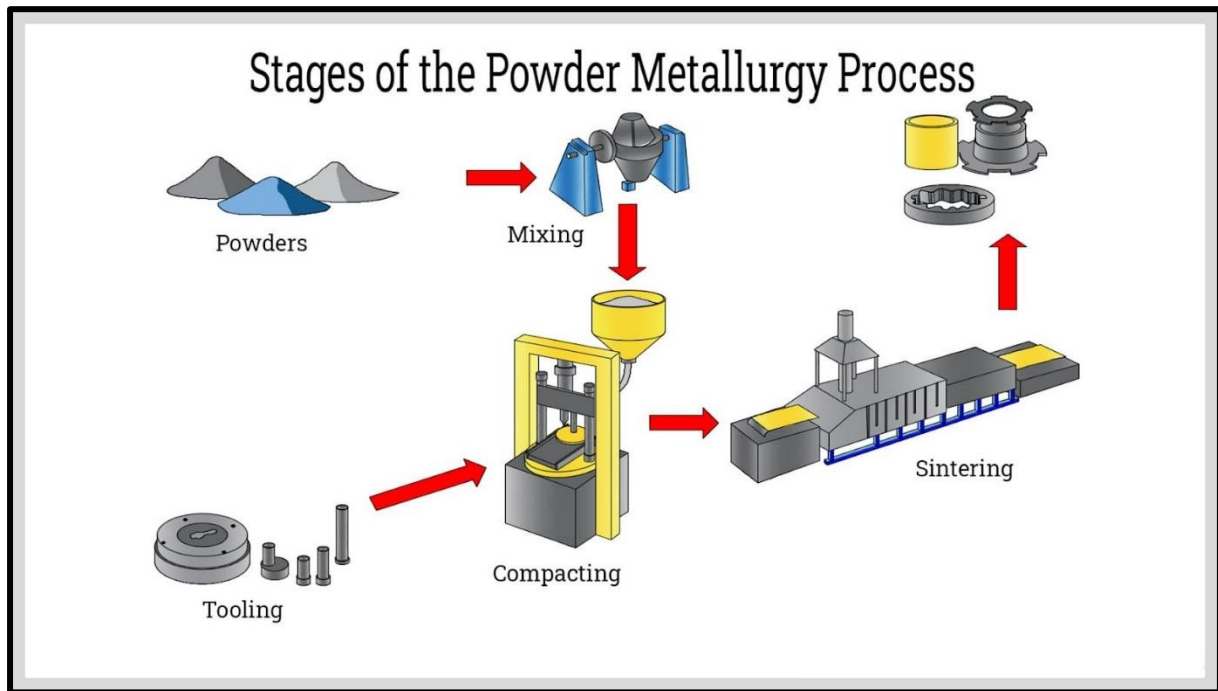 Stages of the Powder Metallurgy Process
Powders
Mixing
Sintering
Compacting
Tooling